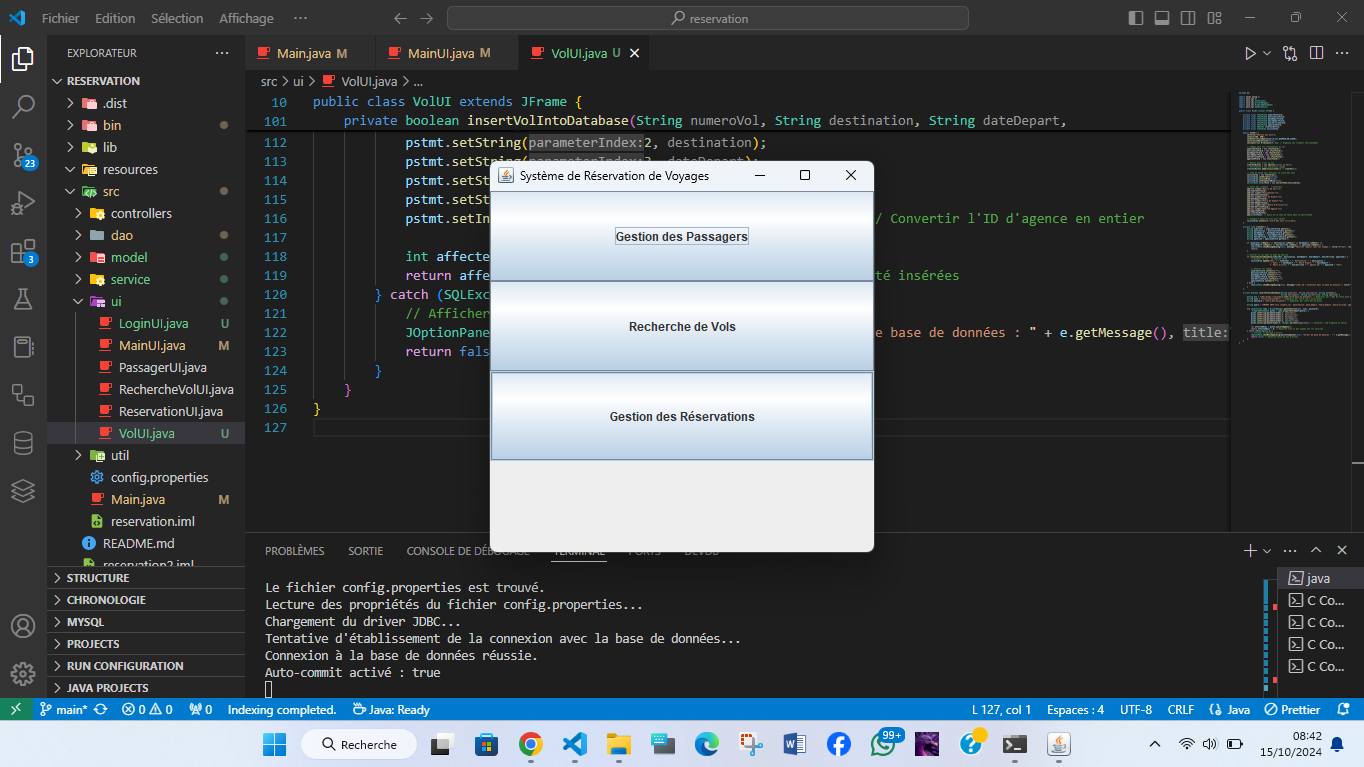 Fichier Edition Sélection Affichage ···
reservation
EXPLORATEUR
RESERVATION
.dist
bin
lib
resources
src
controllers
dao
model
service
ui
LoginUI.java U
MainUI.java M
PassagerUI.java
RechercheVolUI.java
ReservationUI.java
VolUI.java U
util
config.properties
Main.java M
reservation.iml
README.md
reservation2.iml
STRUCTURE
CHRONOLOGIE
MYSQL
PROJECTS
RUN CONFIGURATION
JAVA PROJECTS
23
3
Main.java M MainUI.java M VolUI.java U
src > ui > VolUI.java > ...
10 public class VolUI extends JFrame {
101 private boolean insertVolIntoDatabase(String numeroVol, String destination, String dateDepart,
112 pstmt.setString(parameterIndex:2, destination);
113 pstmt.setString(parameterIndex:3, dateDepart);
114 pstmt.setSt
115 pstmt.setSt
116 pstmt.setIn / Convertir l'ID d'agence en entier
117
118 int affecte
119 return affe té insérées
120 } catch (SQLExc
121 // Afficher
122 JOptionPane e base de données : " + e.getMessage(), title:
123 return fals
124 }
125 }
126 }
127
Système de Réservation de Voyages
Gestion des Passagers
Recherche de Vols
Gestion des Réservations
PROBLÈMES SORTIE CONSOLE DE DÉBOGAGE TERMINAL PORTS DEVDB
Le fichier config.properties est trouvé.
Lecture des propriétés du fichier config.properties...
Chargement du driver JDBC...
Tentative d'établissement de la connexion avec la base de données...
Connexion à la base de données réussie.
Auto-commit activé : true
java
C Co...
C Co...
C Co...
C Co...
main* 0 0 0 Indexing completed. Java: Ready L 127, col 1 Espaces : 4 UTF-8 CRLF Java Prettier
Recherche
99+
08:42
15/10/2024